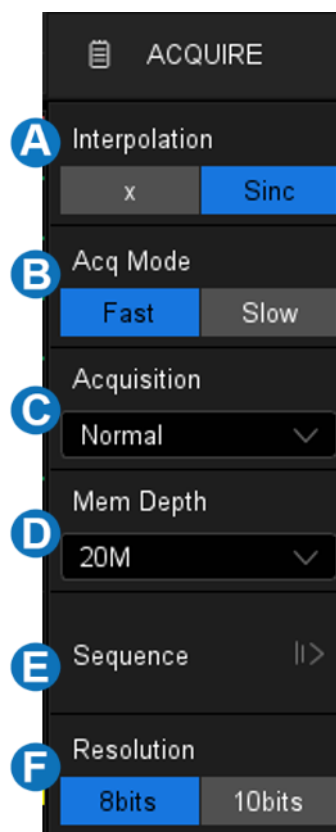 ACQUIRE
A Interpolation
x Sinc
B Acq Mode
Fast Slow
Acquisition
C Normal
Mem Depth
D 20M
E Sequence
Resolution
F 8bits 10bits